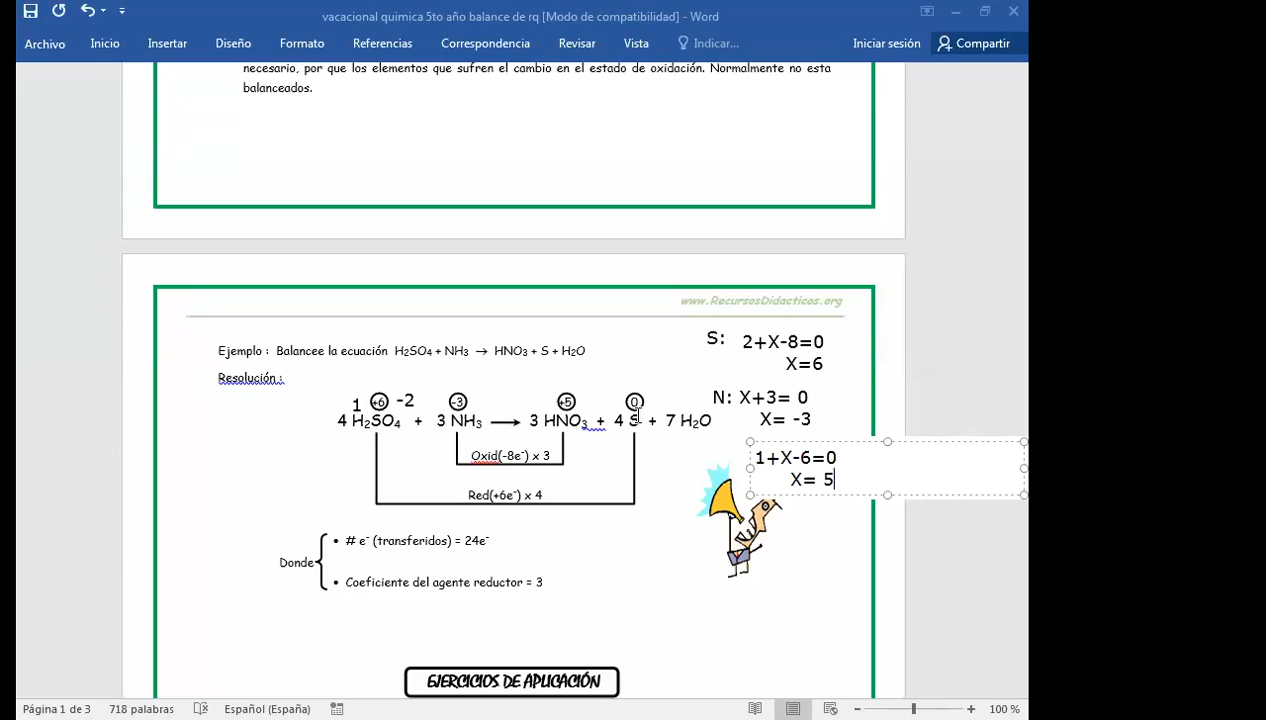 vacacional quimica 5to año balance de rq [Modo de compatibilidad] - Word
Archivo Inicio Insertar Diseño Formato Referencias Correspondencia Revisar Vista Indicar... Iniciar sesión Compartir
necesario, por que los elementos que sufren el cambio en el estado de oxidación. Normalmente no esta
balanceados.
www.RecursosDidacticos.org
Ejemplo : Balancee la ecuación H₂SO₄ + NH₃ → HNO₃ + S + H₂O
S: 2+X-8=0
X=6
Resolución :
N: X+3= 0
X= -3
1 +6 -2 -3 +5 0
4 H₂SO₄ + 3 NH₃ ⟶ 3 HNO₃ + 4 S + 7 H₂O
Oxid(-8e⁻) x 3
1+X-6=0
X= 5
Red(+6e⁻) x 4
Donde
• # e⁻ (transferidos) = 24e⁻
• Coeficiente del agente reductor = 3
EJERCICIOS DE APLICACIÓN
Página 1 de 3 718 palabras Español (España) 100 %